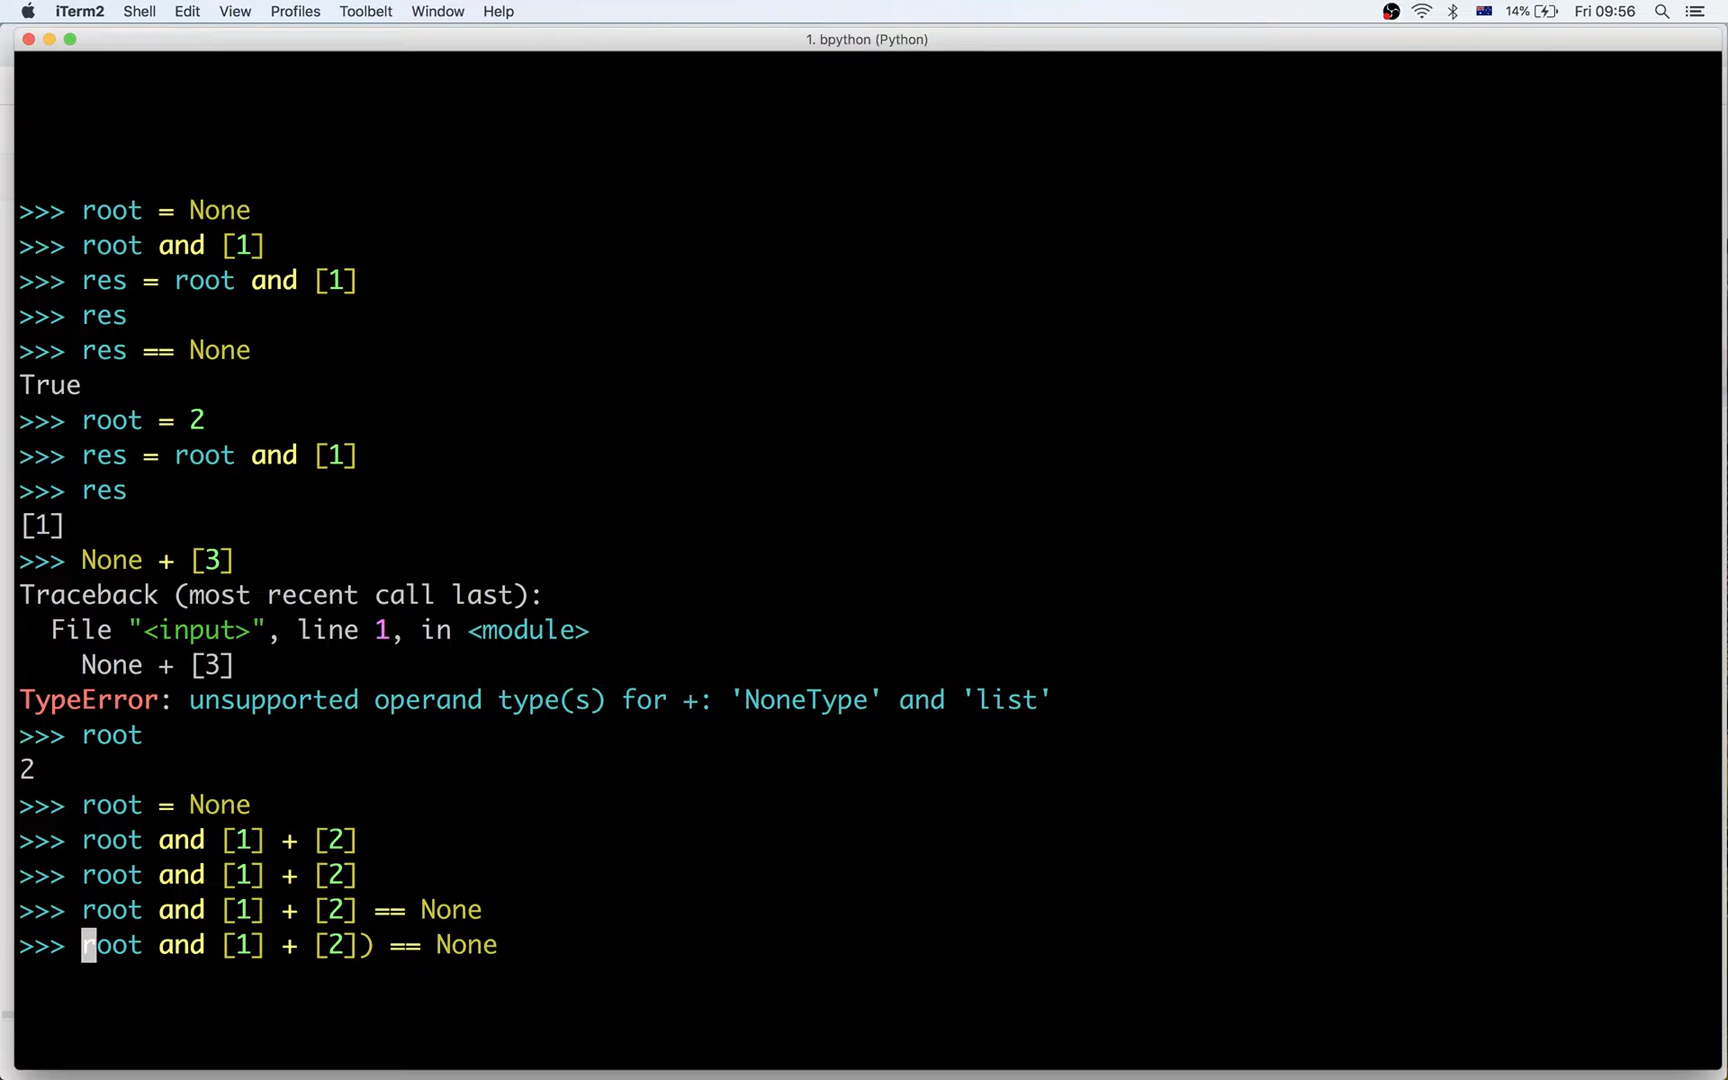 iTerm2 Shell Edit View Profiles Toolbelt Window Help 14% Fri 09:56
1. bpython (Python)
>>> root = None
>>> root and [1]
>>> res = root and [1]
>>> res
>>> res == None
True
>>> root = 2
>>> res = root and [1]
>>> res
[1]
>>> None + [3]
Traceback (most recent call last):
  File "<input>", line 1, in <module>
    None + [3]
TypeError: unsupported operand type(s) for +: 'NoneType' and 'list'
>>> root
2
>>> root = None
>>> root and [1] + [2]
>>> root and [1] + [2]
>>> root and [1] + [2] == None
>>> root and [1] + [2]) == None